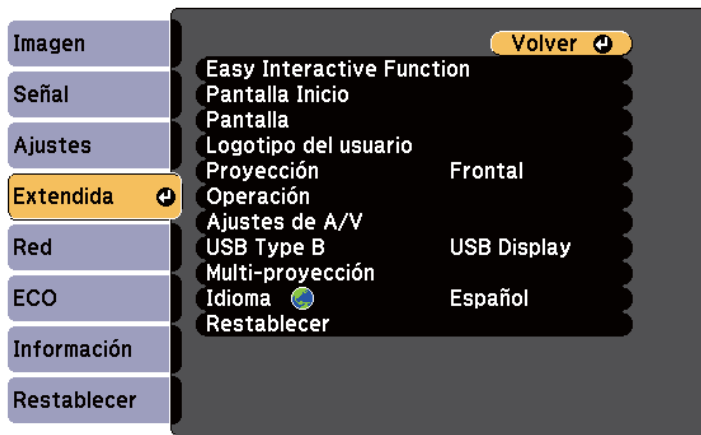 Imagen
Señal
Ajustes
Extendida
Red
ECO
Información
Restablecer
Volver
Easy Interactive Function
Pantalla Inicio
Pantalla
Logotipo del usuario
Proyección Frontal
Operación
Ajustes de A/V
USB Type B USB Display
Multi-proyección
Idioma Español
Restablecer